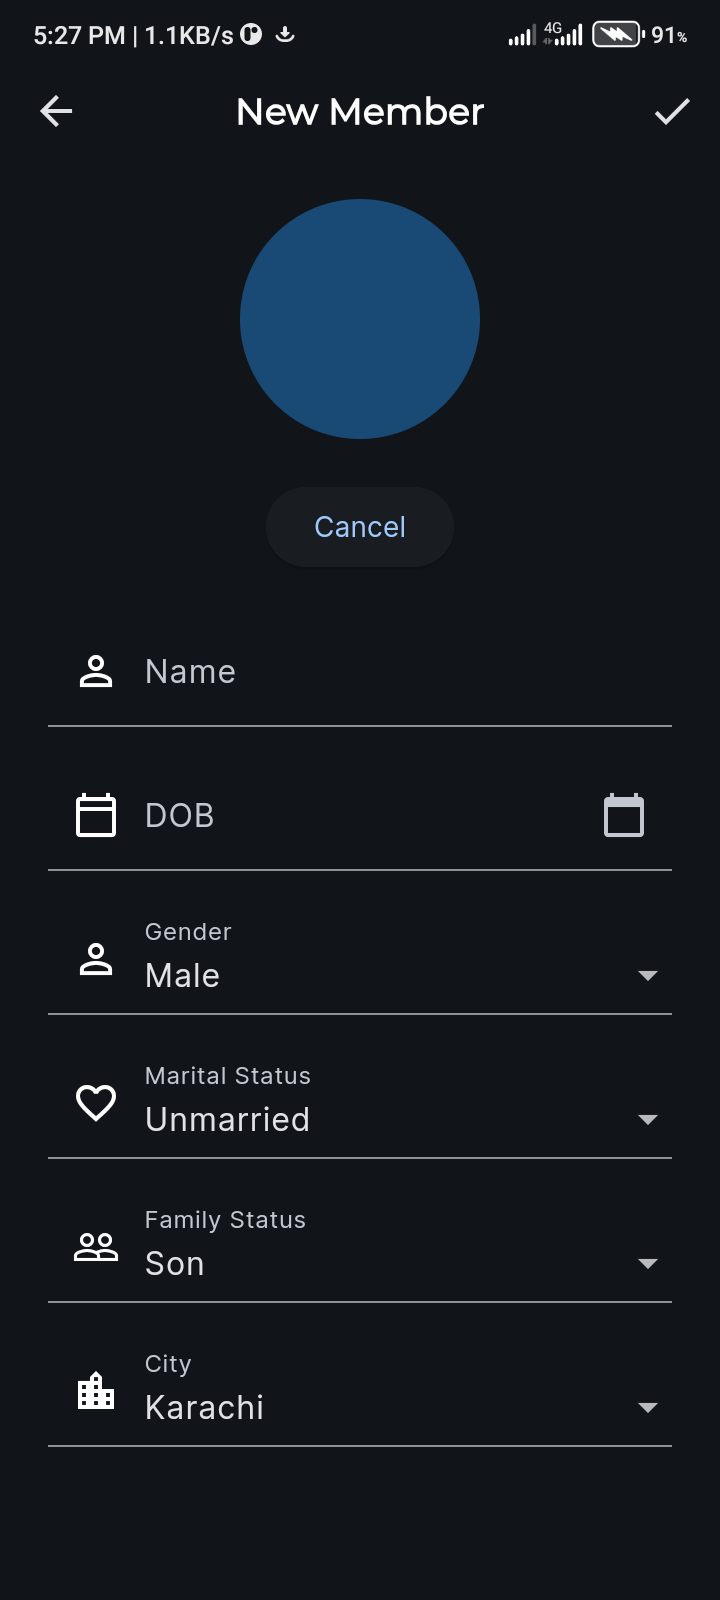 5:27 PM | 1.1KB/s 4G 91%
New Member
Cancel
Name
DOB
Gender
Male
Marital Status
Unmarried
Family Status
Son
City
Karachi